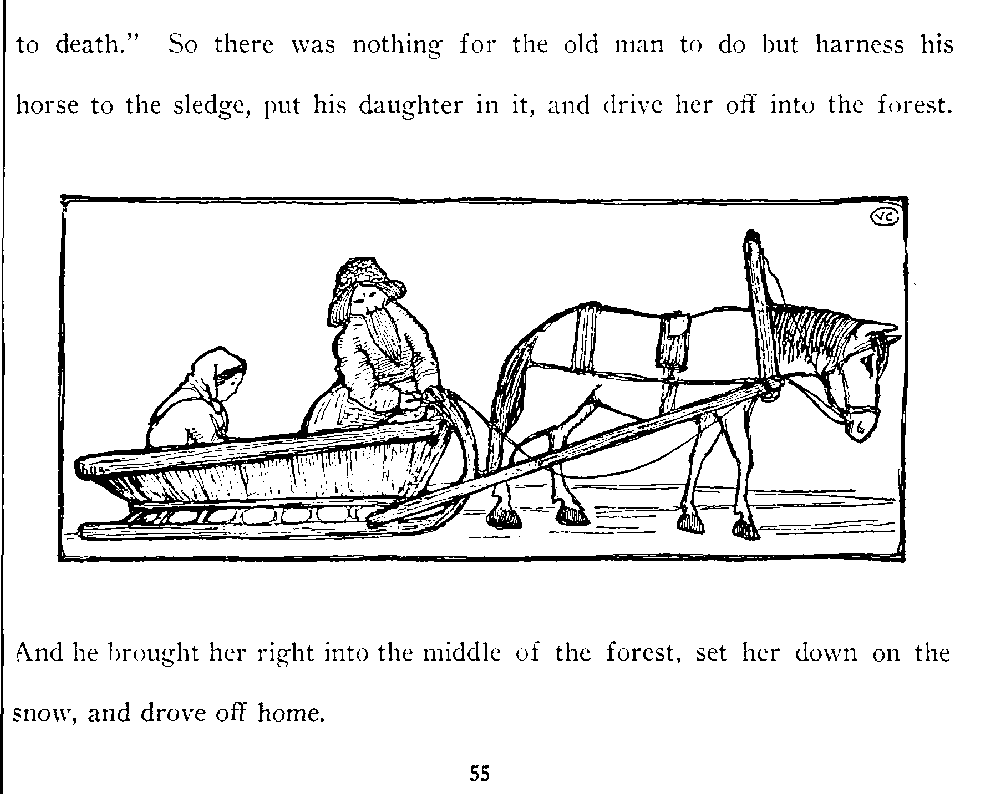 to death.” So there was nothing for the old man to do but harness his
horse to the sledge, put his daughter in it, and drive her off into the forest.
VC
And he brought her right into the middle of the forest, set her down on the
snow, and drove off home.
55